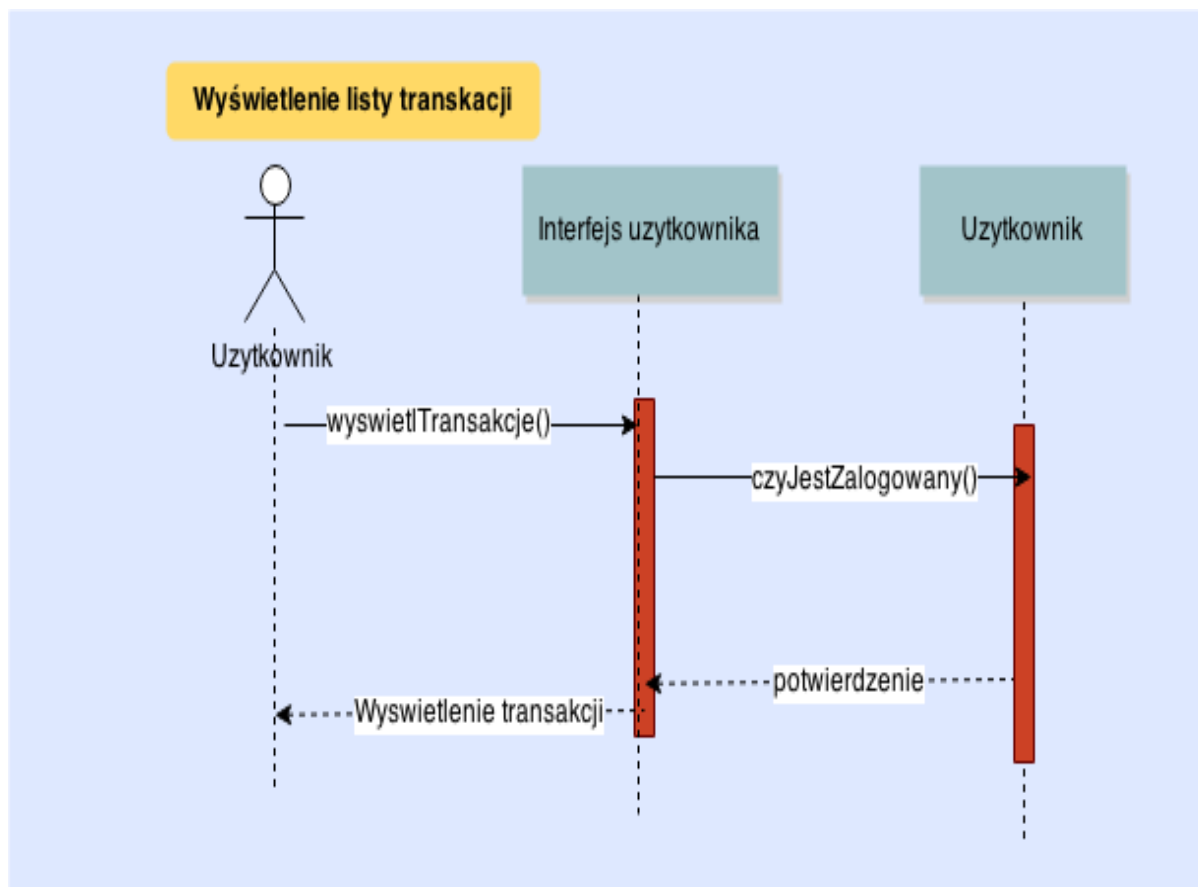 Wyświetlenie listy transkacji
Interfejs uzytkownika
Uzytkownik
Uzytkownik
wyswietlTransakcje()
czyJestZalogowany()
potwierdzenie
Wyswietlenie transakcji